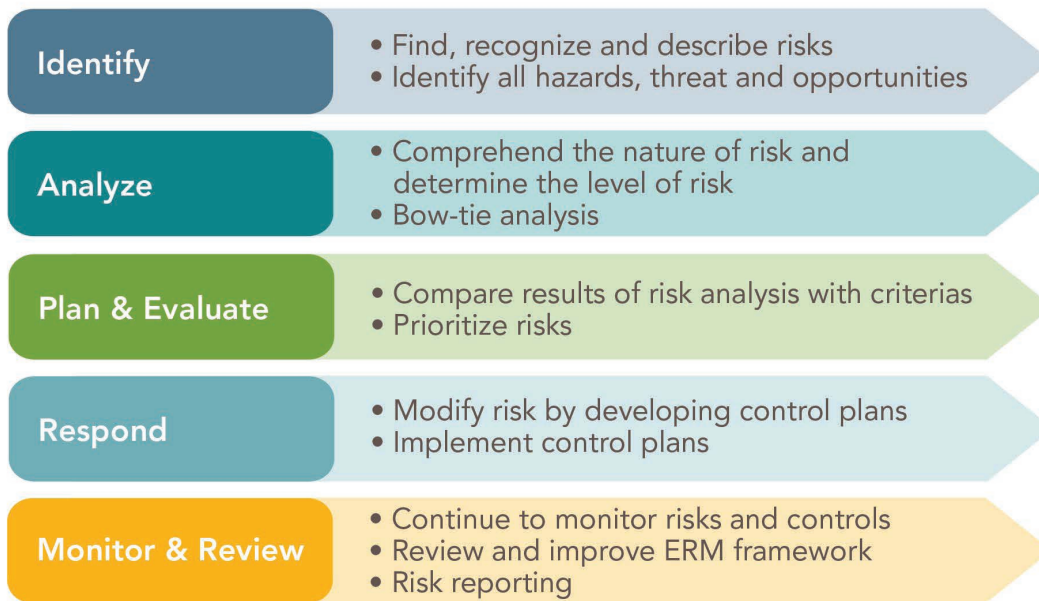 Identify
• Find, recognize and describe risks
• Identify all hazards, threat and opportunities
Analyze
• Comprehend the nature of risk and
determine the level of risk
• Bow-tie analysis
Plan & Evaluate
• Compare results of risk analysis with criterias
• Prioritize risks
Respond
• Modify risk by developing control plans
• Implement control plans
Monitor & Review
• Continue to monitor risks and controls
• Review and improve ERM framework
• Risk reporting